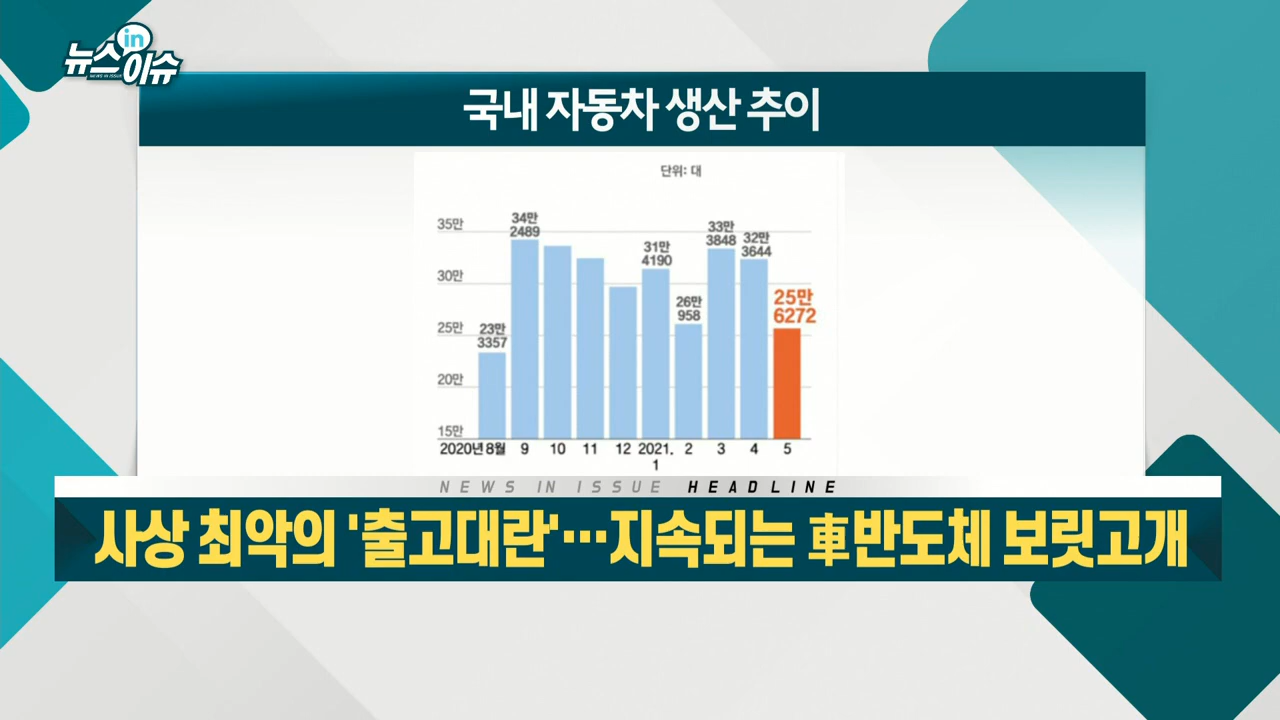 뉴스in
이슈
NEWS IN ISSUE
국내 자동차 생산 추이
단위: 대
35만
30만
25만
20만
15만
23만
3357
34만
2489
31만
4190
26만
958
33만
3848
32만
3644
25만
6272
2020년 8월 9 10 11 12 2021. 2 3 4 5
1
NEWS IN ISSUE HEADLINE
사상 최악의 '출고대란'…지속되는 車반도체 보릿고개